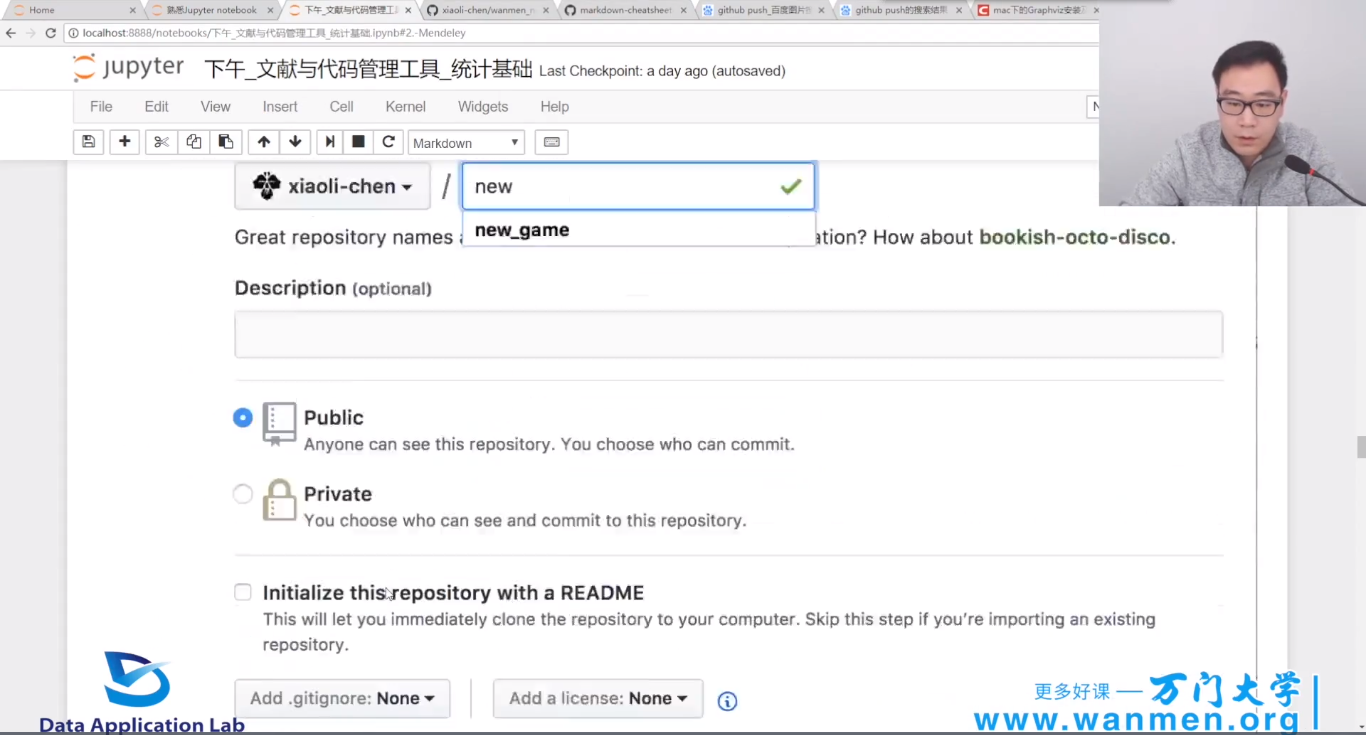 Home
熟悉Jupyter notebook
下午_文献与代码管理工具
xiaoli-chen/wanmen_n
markdown-cheatsheet
github push_百度图片
github push的搜索结果
mac下的Graphviz安装
localhost:8888/notebooks/下午_文献与代码管理工具_统计基础.ipynb#2.-Mendeley
jupyter 下午_文献与代码管理工具_统计基础 Last Checkpoint: a day ago (autosaved)
File Edit View Insert Cell Kernel Widgets Help
Markdown
xiaoli-chen / new
new_game
Great repository names ation? How about bookish-octo-disco.
Description (optional)
Public
Anyone can see this repository. You choose who can commit.
Private
You choose who can see and commit to this repository.
Initialize this repository with a README
This will let you immediately clone the repository to your computer. Skip this step if you’re importing an existing
repository.
Add .gitignore: None
Add a license: None
Data Application Lab
更多好课 — 万门大学
www.wanmen.org